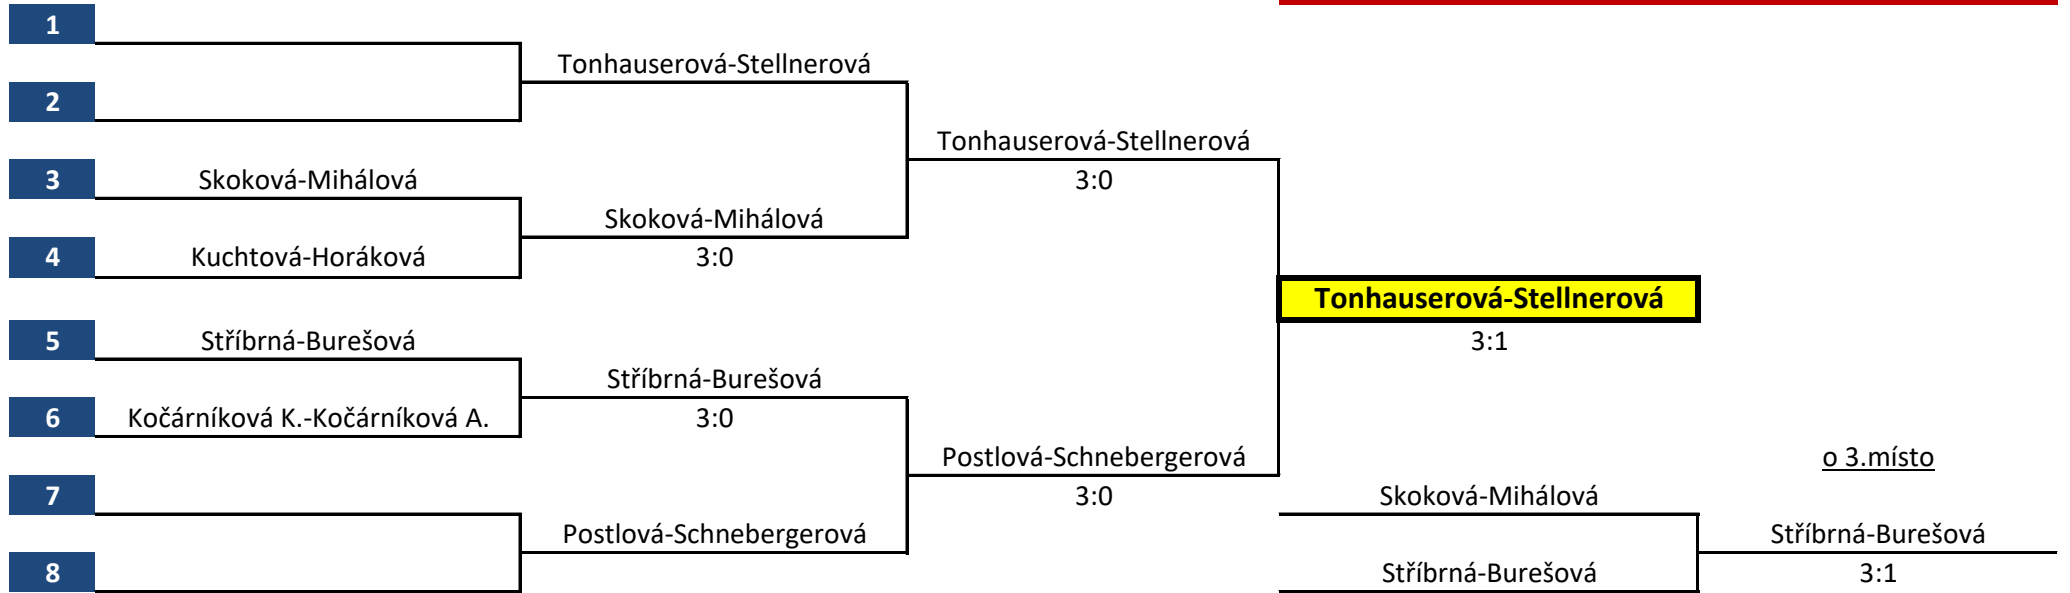 1
Tonhauserová-Stellnerová
2
Tonhauserová-Stellnerová
3 Skoková-Mihálová 3:0
Skoková-Mihálová
4 Kuchtová-Horáková 3:0
Tonhauserová-Stellnerová
5 Stříbrná-Burešová 3:1
Stříbrná-Burešová
6 Kočárníková K.-Kočárníková A. 3:0
Postlová-Schnebergerová o 3.místo
7 3:0 Skoková-Mihálová
Postlová-Schnebergerová Stříbrná-Burešová
8 Stříbrná-Burešová 3:1